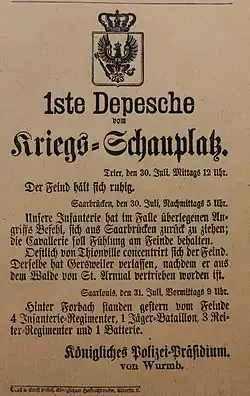 1ste Depesche
vom
Kriegs-Schauplatz.
Trier, den 30. Juli, Mittags 12 Uhr.
Der Feind hält sich ruhig.
Saarbrücken, den 30. Juli, Nachmittags 5 Uhr.
Unsere Infanterie hat im Falle überlegenen An-
griffs Befehl, sich aus Saarbrücken zurück zu ziehen;
die Cavallerie soll Fühlung am Feinde behalten.
Oestlich von Thionville concentrirt sich der Feind.
Derselbe hat Gersweiler verlassen, nachdem er aus
dem Walde von St. Arnual vertrieben worden ist.
Saarlouis, den 31. Juli, Vormittags 9 Uhr.
Hinter Forbach standen gestern vom Feinde
4 Infanterie-Regimenter, 1 Jäger-Bataillon, 3 Rei-
ter-Regimenter und 1 Batterie.
Königliches Polizei-Präsidium.
von Wurmb.